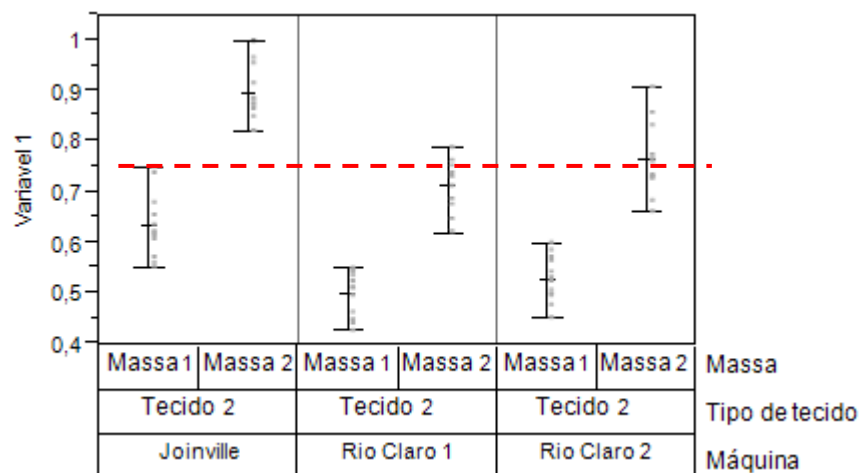 Variavel 1
1
0,9
0,8
0,7
0,6
0,5
0,4
Massa 1 Massa 2 Massa 1 Massa 2 Massa 1 Massa 2 Massa
Tecido 2 Tecido 2 Tecido 2 Tipo de tecido
Joinville Rio Claro 1 Rio Claro 2 Máquina